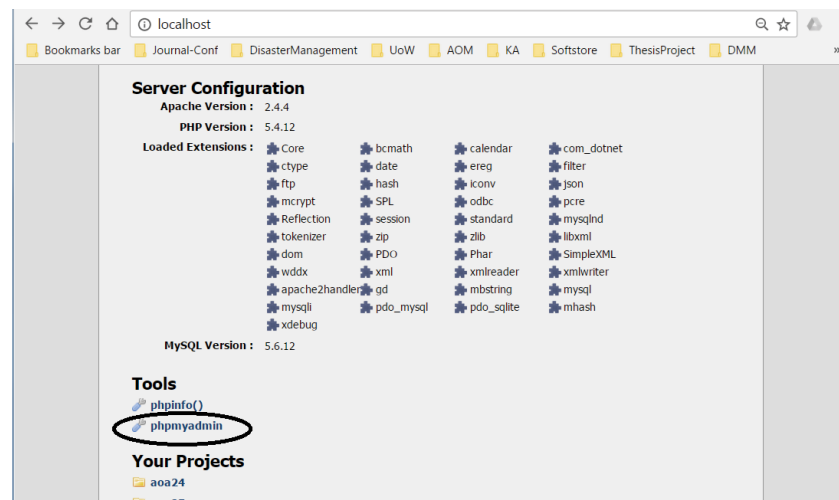 localhost
Bookmarks bar Journal-Conf DisasterManagement UoW AOM KA Softstore ThesisProject DMM »
Server Configuration
Apache Version : 2.4.4
PHP Version : 5.4.12
Loaded Extensions : Core bcmath calendar com_dotnet
ctype date ereg filter
ftp hash iconv json
mcrypt SPL odbc pcre
Reflection session standard mysqlnd
tokenizer zip zlib libxml
dom PDO Phar SimpleXML
wddx xml xmlreader xmlwriter
apache2handler gd mbstring mysql
mysqli pdo_mysql pdo_sqlite mhash
xdebug
MySQL Version : 5.6.12
Tools
phpinfo()
phpmyadmin
Your Projects
aoa24